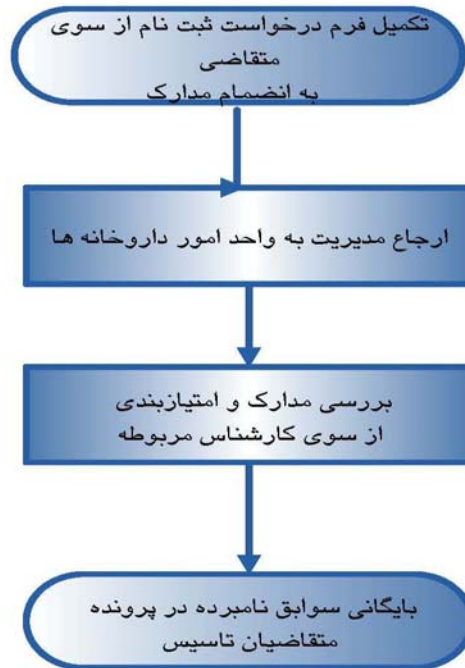 تکمیل فرم درخواست ثبت نام از سوی
متقاضی
به انضمام مدارک
ارجاع مدیریت به واحد امور داروخانه ها
بررسی مدارک و امتیازبندی
از سوی کارشناس مربوطه
بایگانی سوابق نامبرده در پرونده
متقاضیان تاسیس